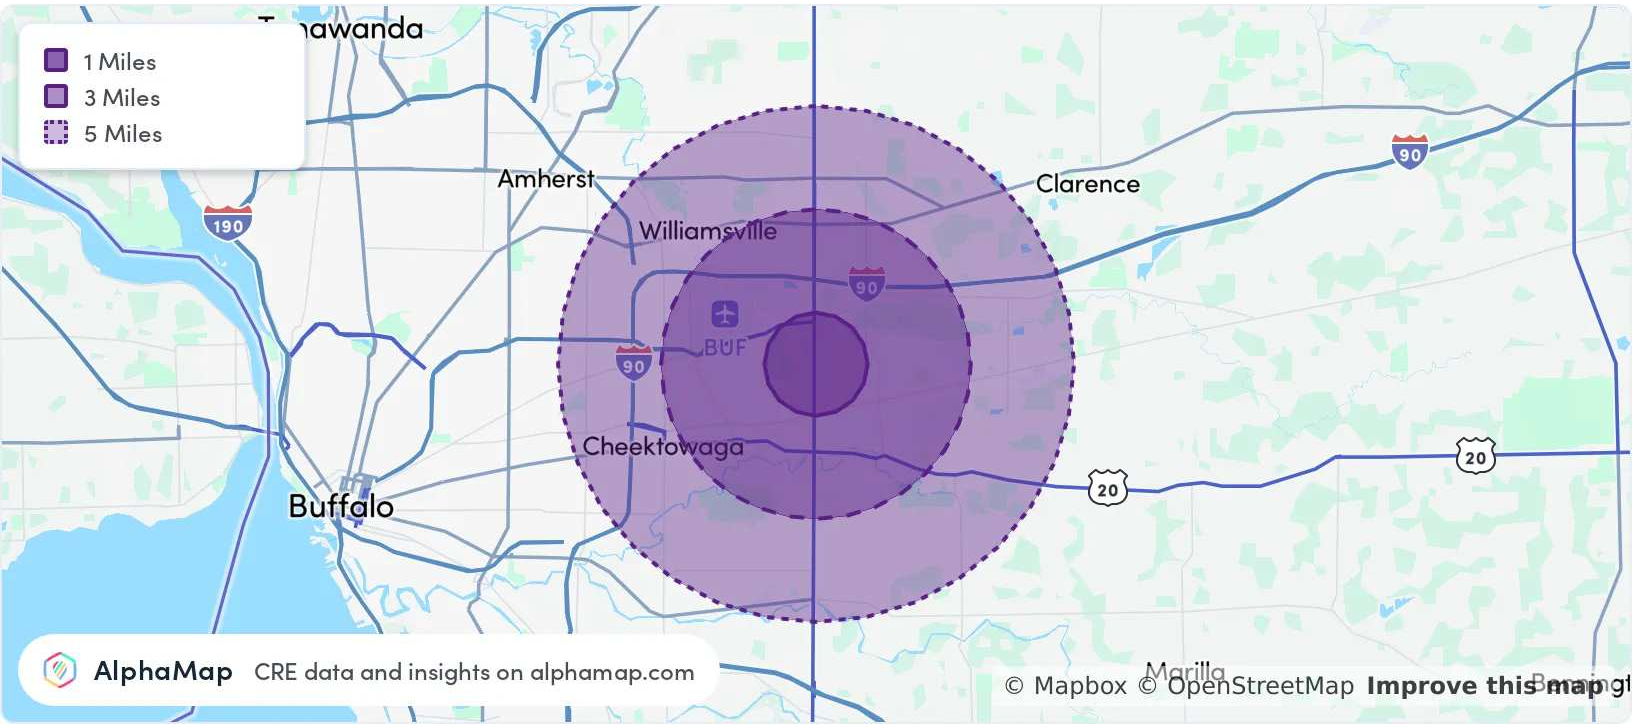 Tonawanda
1 Miles
3 Miles
5 Miles
90
Amherst
Clarence
190
Williamsville
90
BUF
90
Cheektowaga
20
20
Buffalo
AlphaMap CRE data and insights on alphamap.com
Marilla
© Mapbox © OpenStreetMap Improve this map